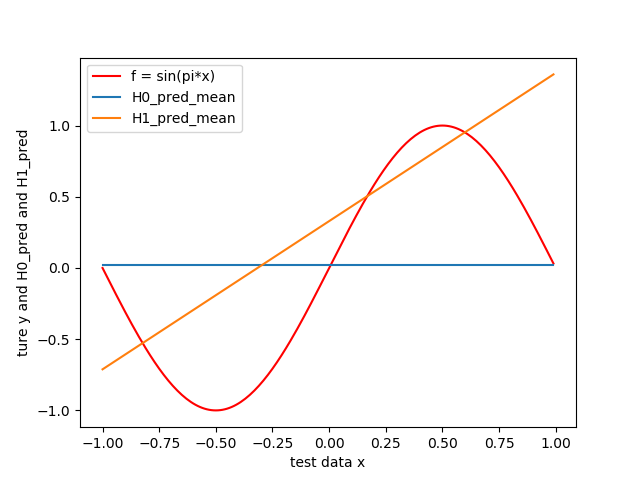 f = sin(pi*x)
H0_pred_mean
H1_pred_mean
ture y and H0_pred and H1_pred
1.0
0.5
0.0
−0.5
−1.0
−1.00 −0.75 −0.50 −0.25 0.00 0.25 0.50 0.75 1.00
test data x